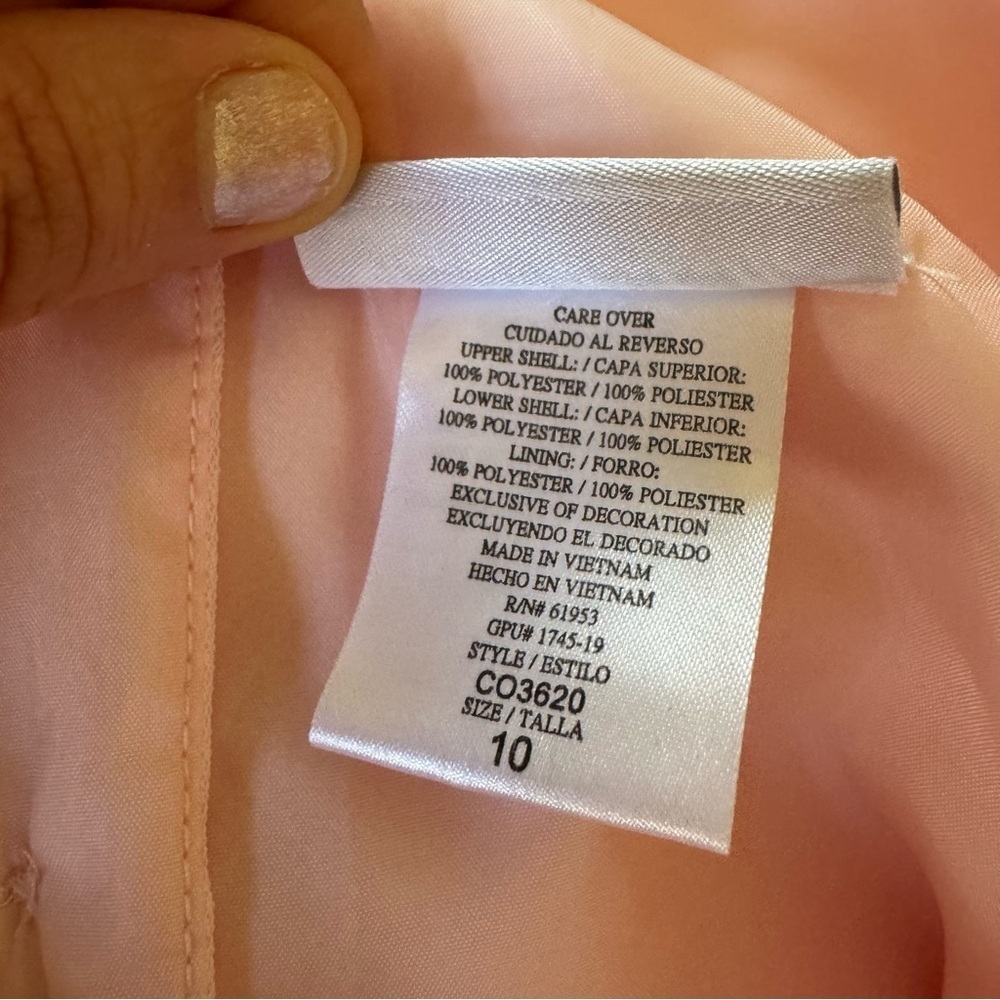 CARE OVER
CUIDADO AL REVERSO
UPPER SHELL: / CAPA SUPERIOR:
100% POLYESTER / 100% POLIESTER
LOWER SHELL: / CAPA INFERIOR:
100% POLYESTER / 100% POLIESTER
LINING: / FORRO:
100% POLYESTER / 100% POLIESTER
EXCLUSIVE OF DECORATION
EXCLUYENDO EL DECORADO
MADE IN VIETNAM
HECHO EN VIETNAM
R/N# 61953
GPU# 1745-19
STYLE / ESTILO
CO3620
SIZE / TALLA
10